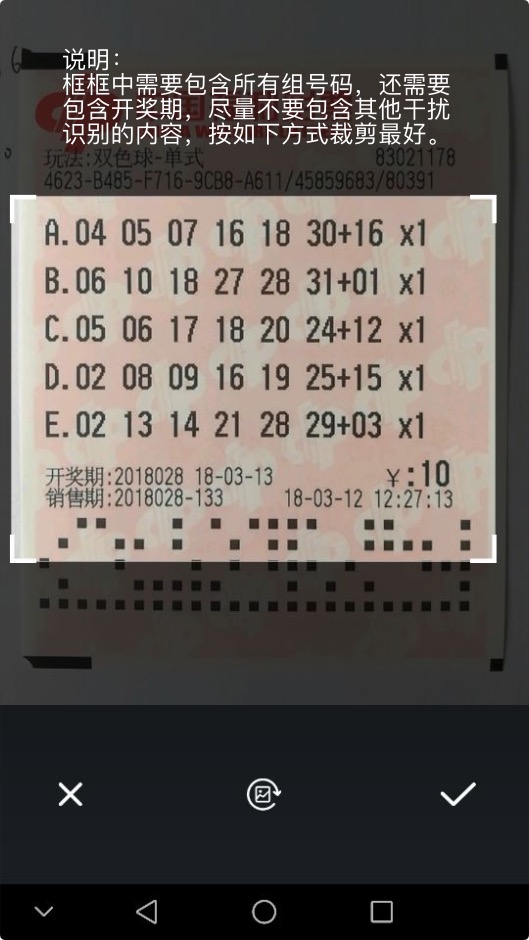 说明：
框框中需要包含所有组号码，还需要
包含开奖期，尽量不要包含其他干扰
识别的内容，按如下方式裁剪最好。
玩法:双色球-单式 83021178
4623-B485-F716-9CB8-A611/45859683/80391
A.04 05 07 16 18 30+16 x1
B.06 10 18 27 28 31+01 x1
C.05 06 17 18 20 24+12 x1
D.02 08 09 16 19 25+15 x1
E.02 13 14 21 28 29+03 x1
开奖期:2018028 18-03-13 ￥:10
销售期:2018028-133 18-03-12 12:27:13